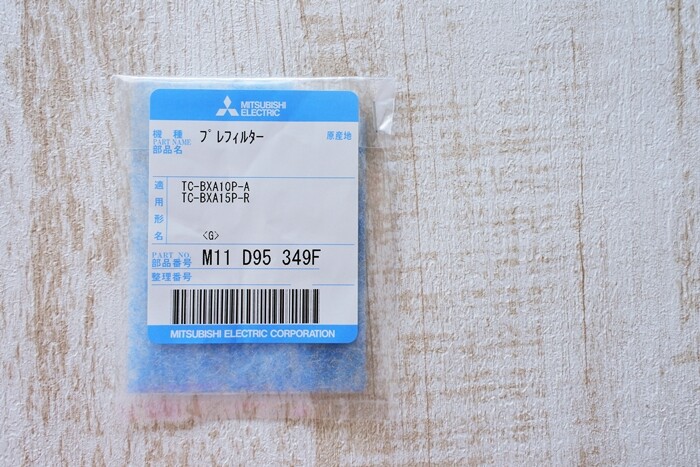 MITSUBISHI
ELECTRIC
機種 プレフィルター 原産地
PART NAME
部品名
適用形名
TC-BXA10P-A
TC-BXA15P-R
<G>
PART NO.
部品番号 M11 D95 349F
整理番号
MITSUBISHI ELECTRIC CORPORATION